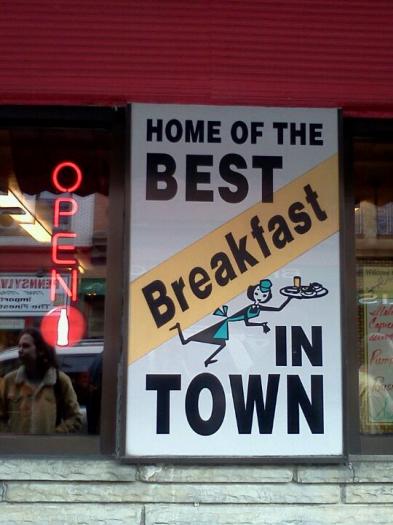 HOME OF THE
BEST
Breakfast
IN
TOWN
OPEN